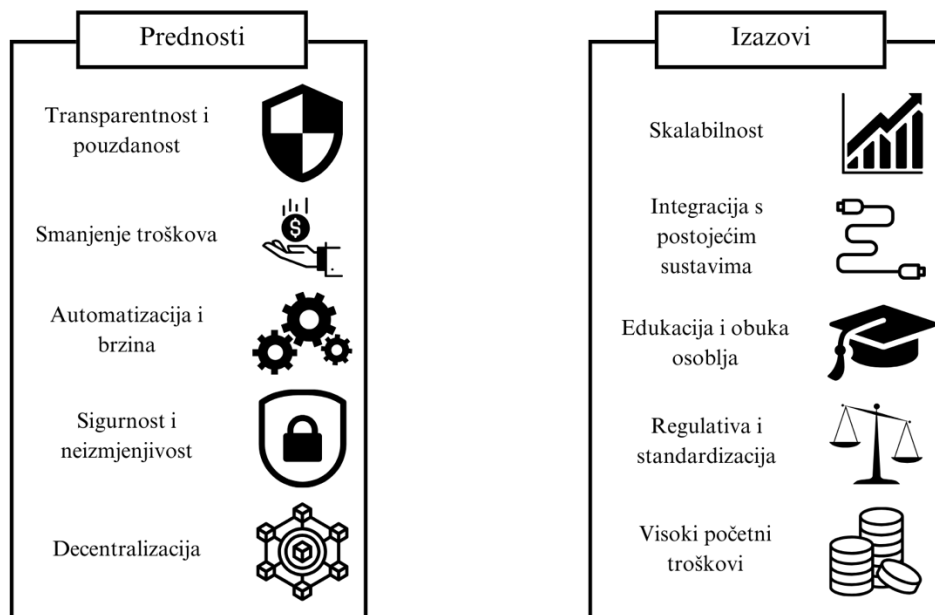 Prednosti
Transparentnost i
pouzdanost
Smanjenje troškova
Automatizacija i
brzina
Sigurnost i
neizmjenjivost
Decentralizacija
Izazovi
Skalabilnost
Integracija s
postojećim
sustavima
Edukacija i obuka
osoblja
Regulativa i
standardizacija
Visoki početni
troškovi